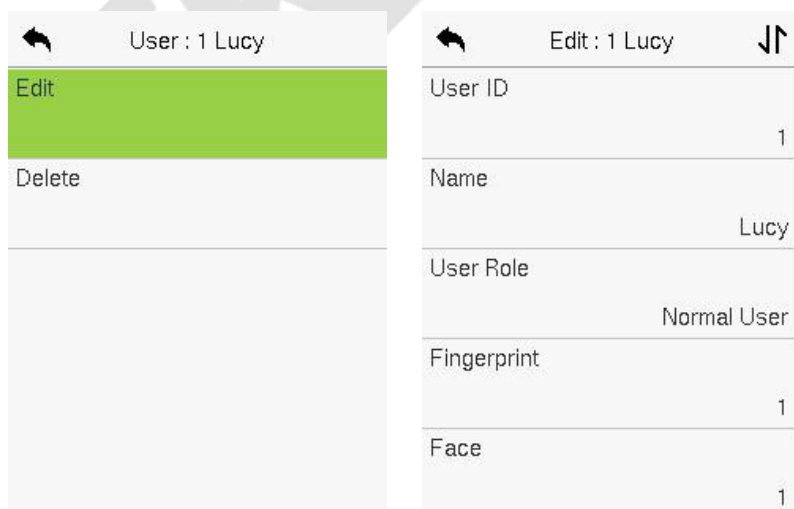 User : 1 Lucy
Edit
Delete
Edit : 1 Lucy
User ID
1
Name
Lucy
User Role
Normal User
Fingerprint
1
Face
1